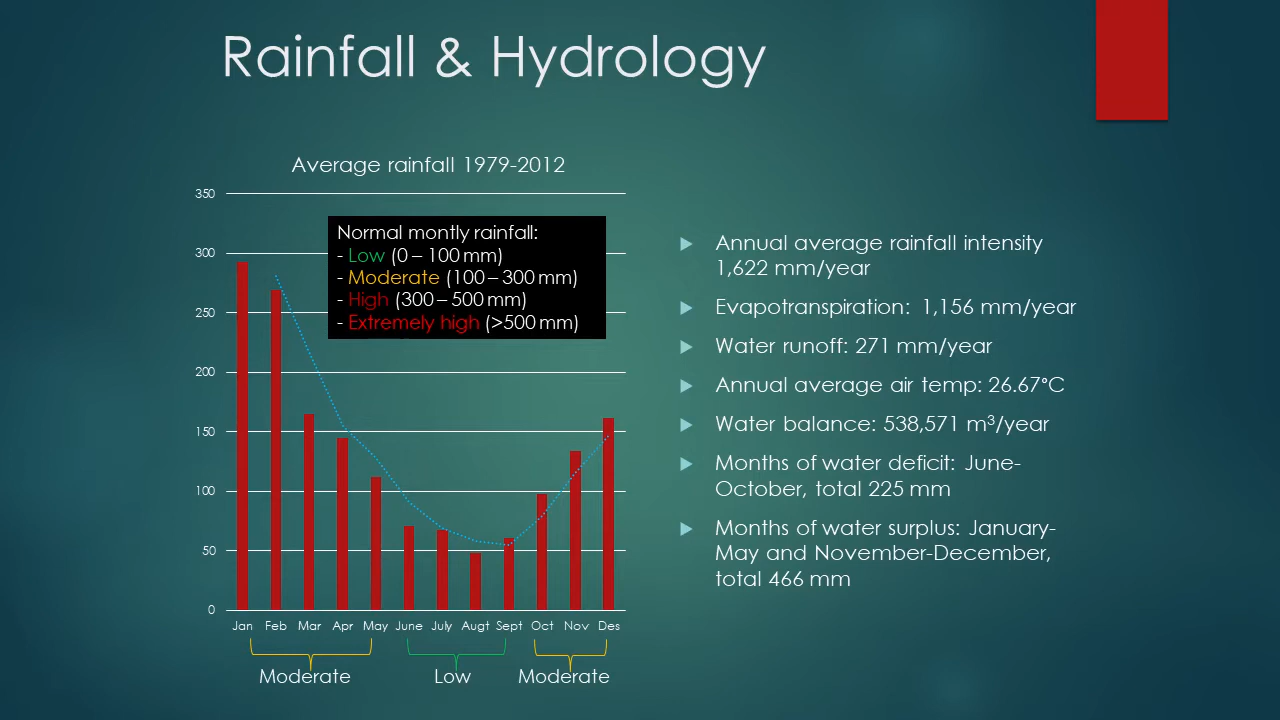 Rainfall & Hydrology
Average rainfall 1979-2012
350
300
250
200
150
100
50
0
Normal montly rainfall:
- Low (0 – 100 mm)
- Moderate (100 – 300 mm)
- High (300 – 500 mm)
- Extremely high (>500 mm)
Jan Feb Mar Apr May June July Augt Sept Oct Nov Des
Moderate Low Moderate
Annual average rainfall intensity
1,622 mm/year
Evapotranspiration: 1,156 mm/year
Water runoff: 271 mm/year
Annual average air temp: 26.67°C
Water balance: 538,571 m³/year
Months of water deficit: June-
October, total 225 mm
Months of water surplus: January-
May and November-December,
total 466 mm